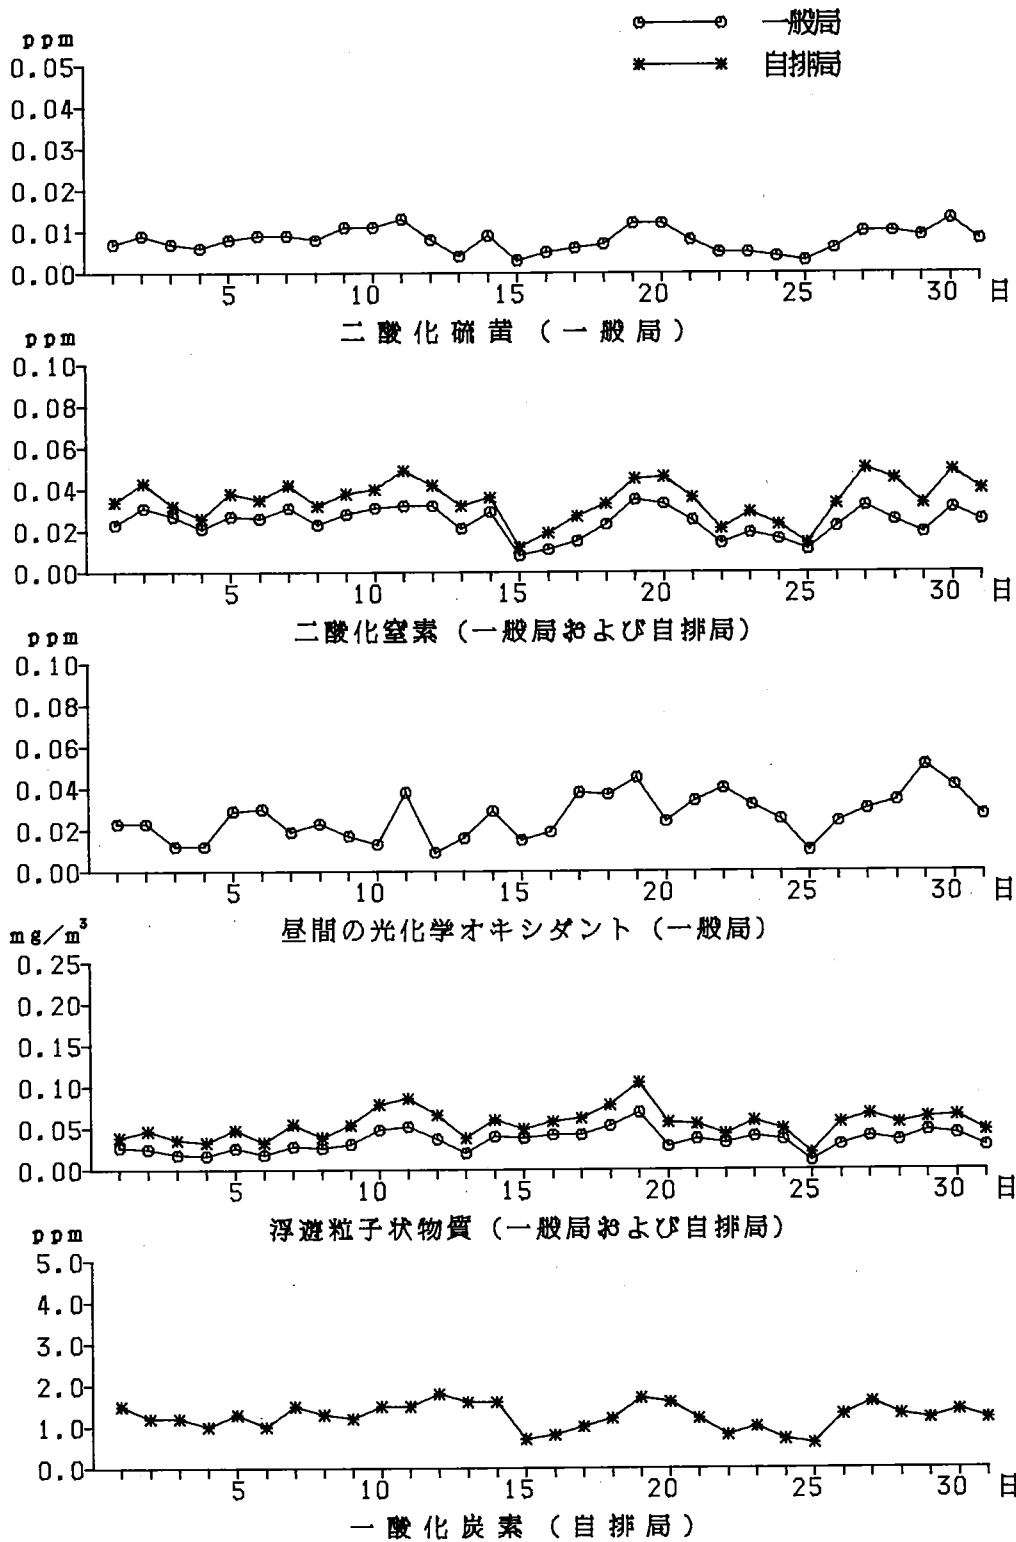 一般局
自排局
ppm
0.05
0.04
0.03
0.02
0.01
0.00
5 10 15 20 25 30 日
二酸化硫黄(一般局)
ppm
0.10
0.08
0.06
0.04
0.02
0.00
5 10 15 20 25 30 日
二酸化窒素(一般局および自排局)
ppm
0.10
0.08
0.06
0.04
0.02
0.00
5 10 15 20 25 30 日
昼間の光化学オキシダント(一般局)
mg/m³
0.25
0.20
0.15
0.10
0.05
0.00
5 10 15 20 25 30 日
浮遊粒子状物質(一般局および自排局)
ppm
5.0
4.0
3.0
2.0
1.0
0.0
5 10 15 20 25 30 日
一酸化炭素(自排局)